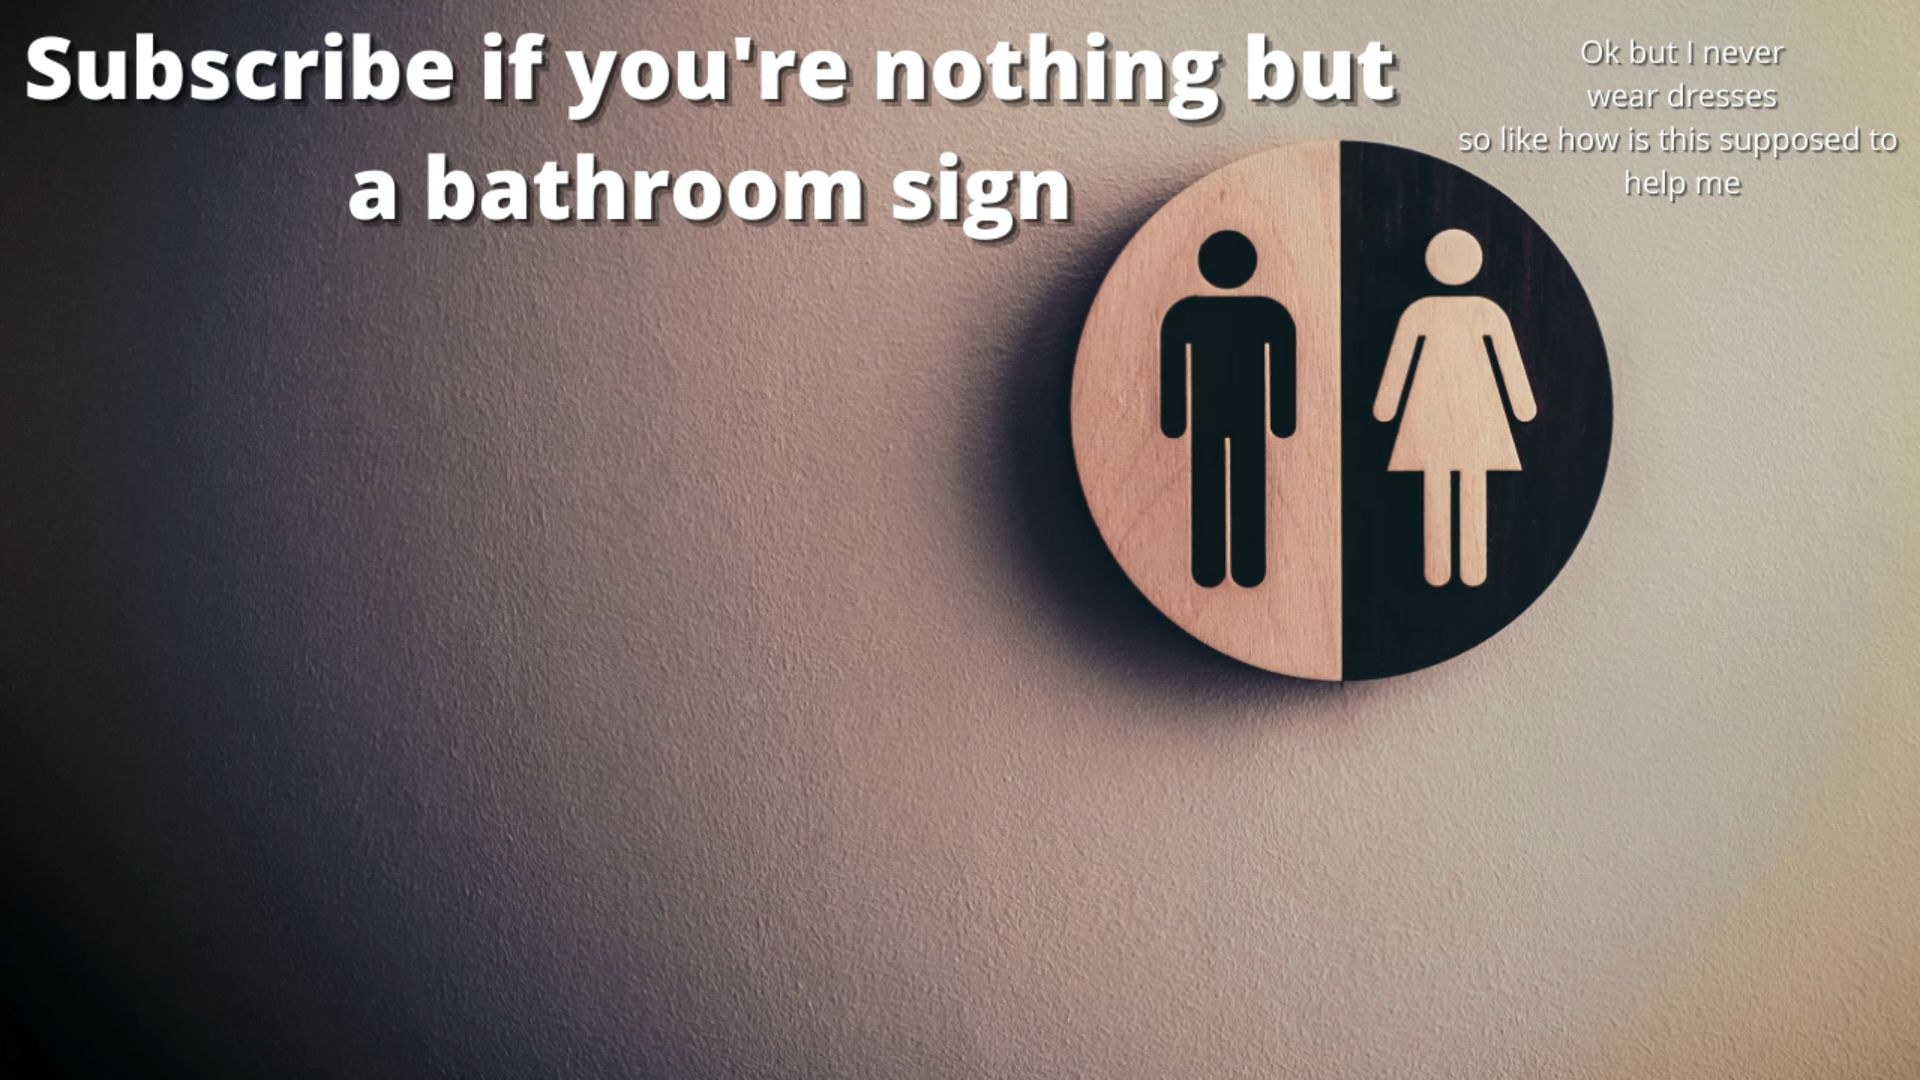 Subscribe if you're nothing but
a bathroom sign
Ok but I never
wear dresses
so like how is this supposed to
help me